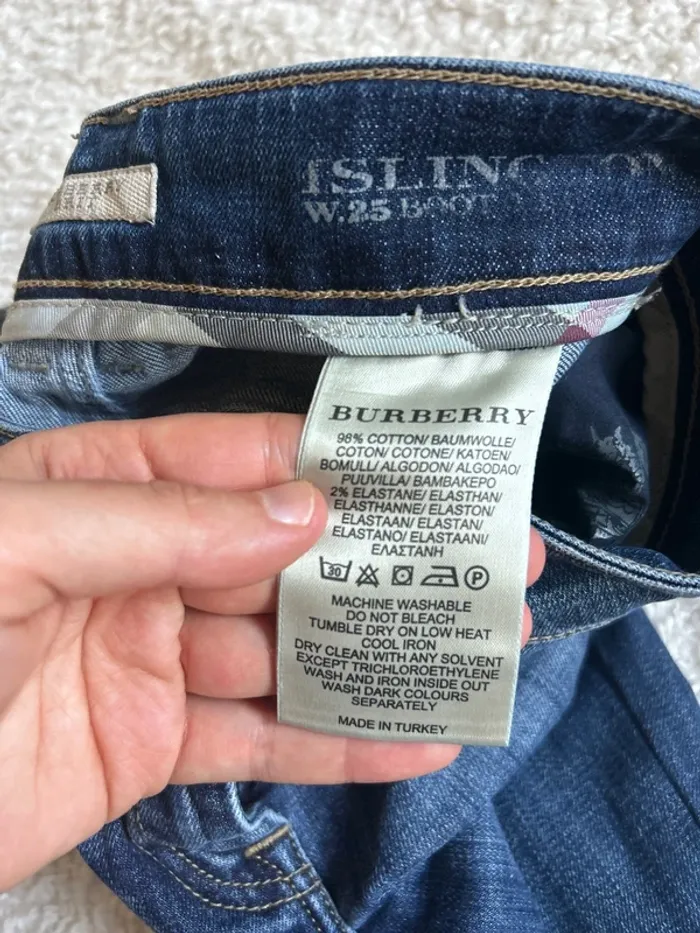 ISLING ON
W.25 BOOT
BURBERRY
98% COTTON/ BAUMWOLLE/
COTON/ COTONE/ KATOEN/
BOMULL/ ALGODON/ ALGODAO/
PUUVILLA/ ΒΑΜΒΑΚΕΡΟ
2% ELASTANE/ ELASTHAN/
ELASTHANNE/ ELASTON/
ELASTAAN/ ELASTAN/
ELASTANO/ ELASTAANI/
ΕΛΑΣΤΑΝΗ
30 P
MACHINE WASHABLE
DO NOT BLEACH
TUMBLE DRY ON LOW HEAT
COOL IRON
DRY CLEAN WITH ANY SOLVENT
EXCEPT TRICHLOROETHYLENE
WASH AND IRON INSIDE OUT
WASH DARK COLOURS
SEPARATELY
MADE IN TURKEY